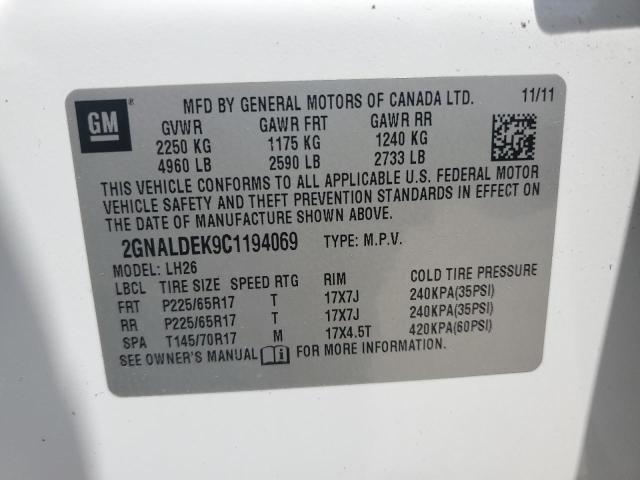 GM ® MFD BY GENERAL MOTORS OF CANADA LTD. 11/11
GVWR GAWR FRT GAWR RR
2250 KG 1175 KG 1240 KG
4960 LB 2590 LB 2733 LB
THIS VEHICLE CONFORMS TO ALL APPLICABLE U.S. FEDERAL MOTOR
VEHICLE SAFETY AND THEFT PREVENTION STANDARDS IN EFFECT ON
THE DATE OF MANUFACTURE SHOWN ABOVE.
2GNALDEK9C1194069 TYPE: M.P.V.
MODEL: LH26
LBCL TIRE SIZE SPEED RTG RIM COLD TIRE PRESSURE
FRT P225/65R17 T 17X7J 240KPA(35PSI)
RR P225/65R17 T 17X7J 240KPA(35PSI)
SPA T145/70R17 M 17X4.5T 420KPA(60PSI)
SEE OWNER'S MANUAL i FOR MORE INFORMATION.